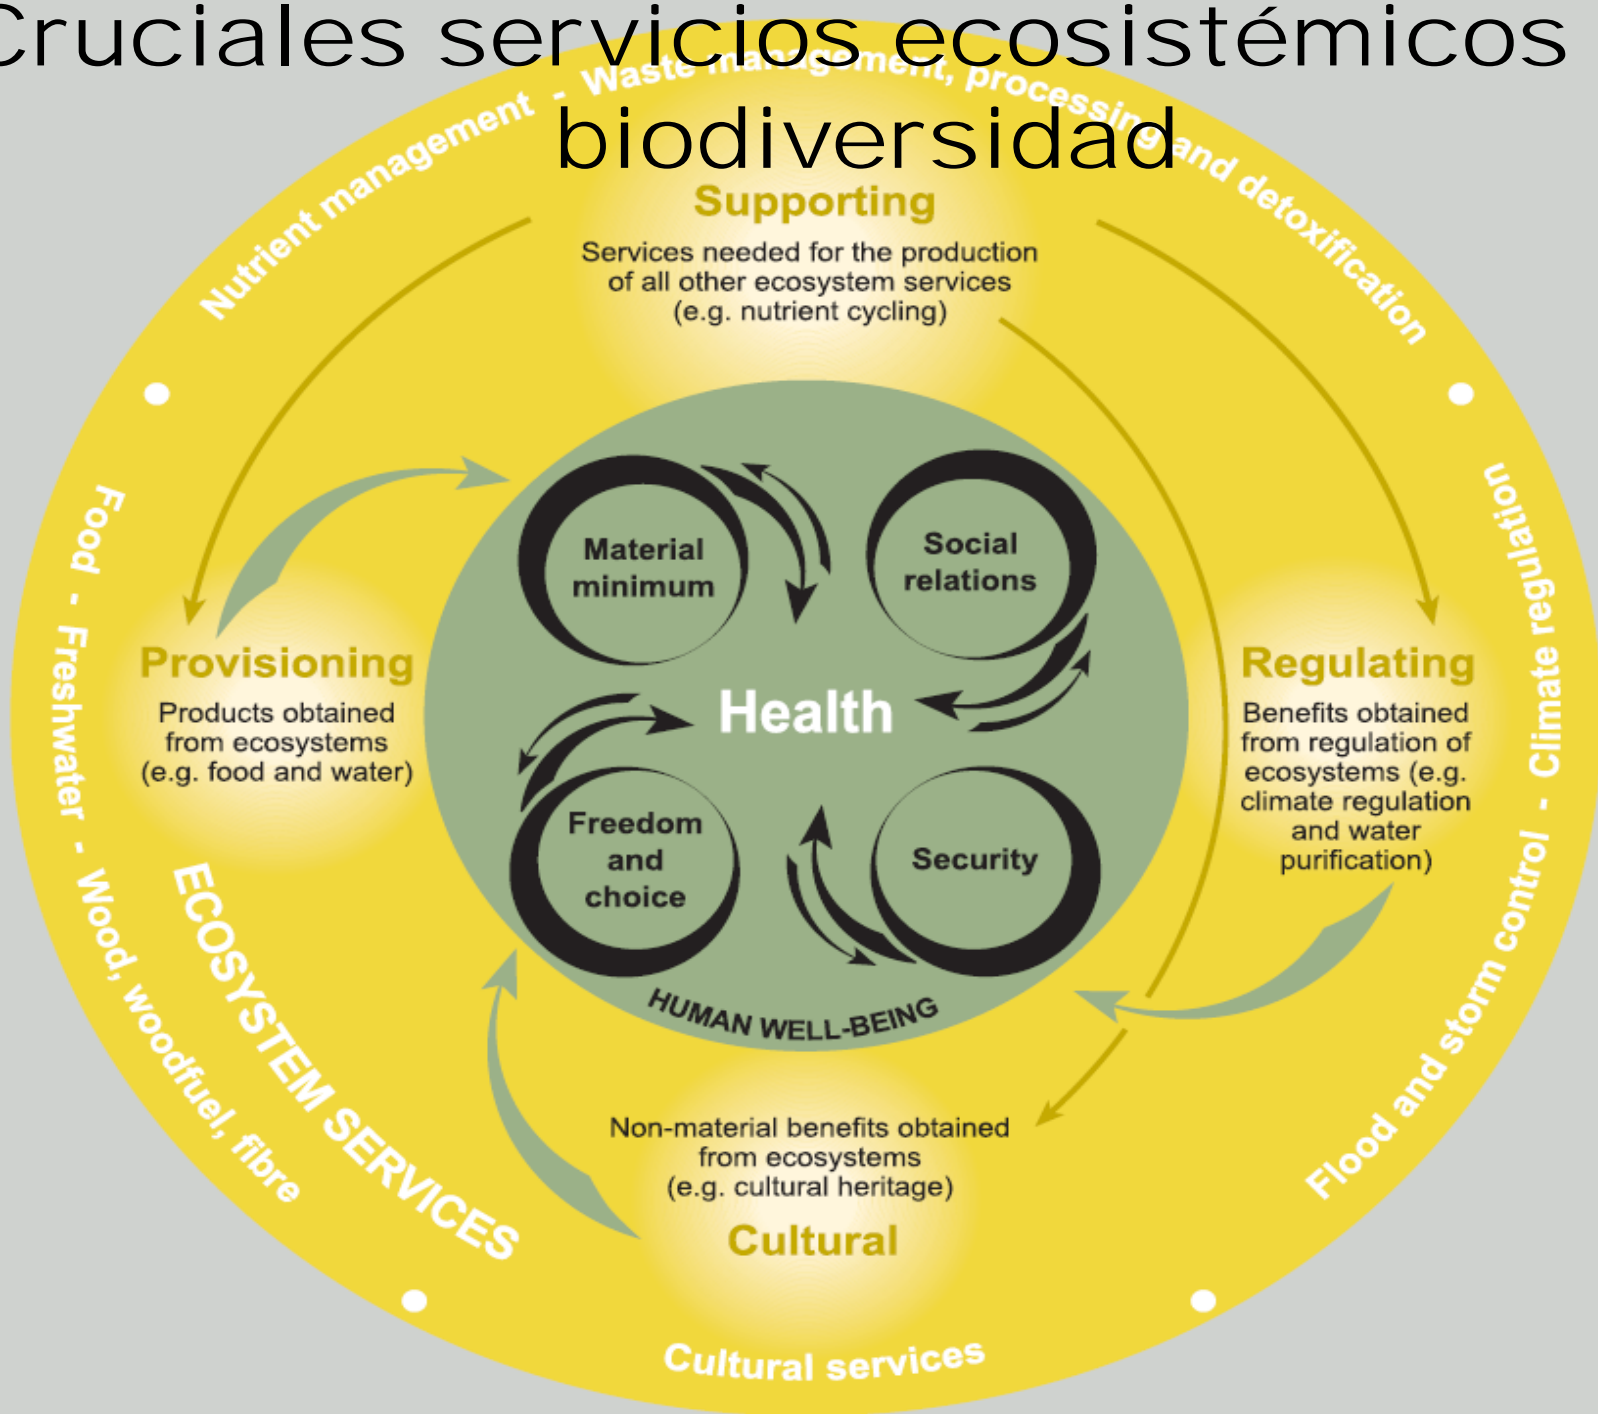 Cruciales servicios ecosistémicos
biodiversidad
Nutrient management - Waste management, processing and detoxification
Supporting
Services needed for the production
of all other ecosystem services
(e.g. nutrient cycling)
Food - Freshwater - Wood, woodfuel, fibre
Flood and storm control - Climate regulation
Material
minimum
Social
relations
Provisioning
Products obtained
from ecosystems
(e.g. food and water)
Health
Regulating
Benefits obtained
from regulation of
ecosystems (e.g.
climate regulation
and water
purification)
Freedom
and
choice
Security
HUMAN WELL-BEING
ECOSYSTEM SERVICES
Non-material benefits obtained
from ecosystems
(e.g. cultural heritage)
Cultural
Cultural services